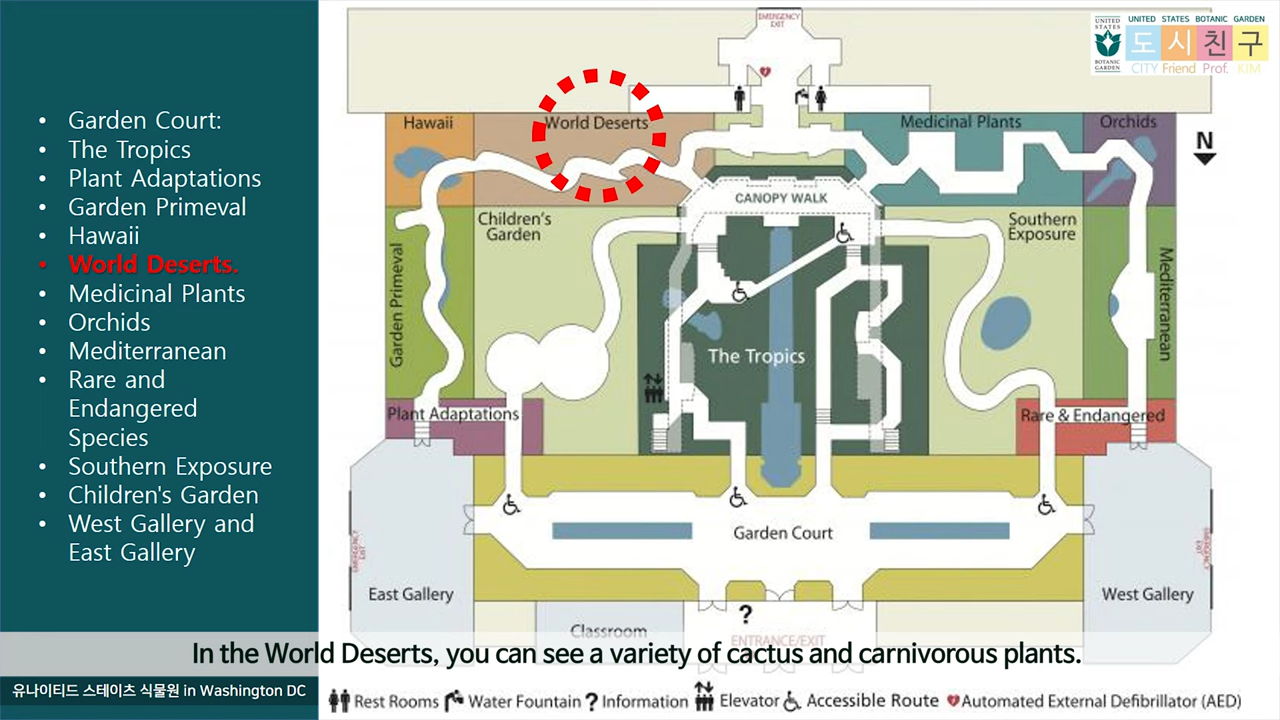 • Garden Court:
• The Tropics
• Plant Adaptations
• Garden Primeval
• Hawaii
• World Deserts.
• Medicinal Plants
• Orchids
• Mediterranean
• Rare and
Endangered
Species
• Southern Exposure
• Children's Garden
• West Gallery and
East Gallery
EMERGENCY
EXIT
UNITED
STATES
BOTANIC
GARDEN
UNITED STATES BOTANIC GARDEN
도시친구
CITY Friend Prof. KIM
Hawaii
World Deserts
Medicinal Plants
Orchids
N
CANOPY WALK
Children's
Garden
Southern
Exposure
Garden Primeval
Mediterranean
The Tropics
Plant Adaptations
Rare & Endangered
Garden Court
EMERGENCY
EXIT
EMERGENCY
EXIT
East Gallery
West Gallery
?
Classroom
ENTRANCE/EXIT
In the World Deserts, you can see a variety of cactus and carnivorous plants.
유나이티드 스테이츠 식물원 in Washington DC
Rest Rooms Water Fountain ? Information Elevator Accessible Route Automated External Defibrillator (AED)